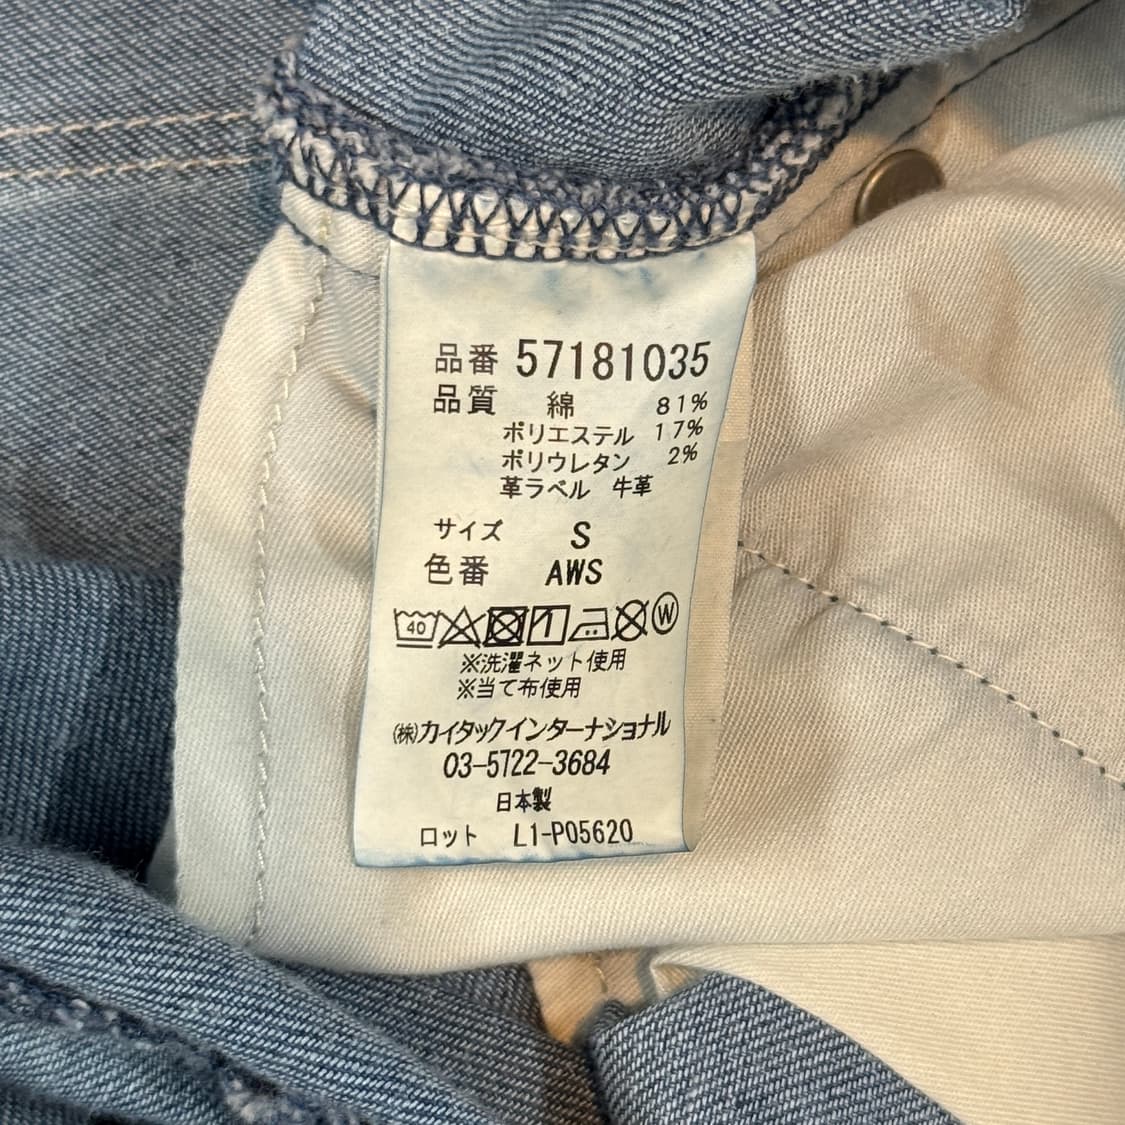 品番 57181035
品質 綿 81%
ポリエステル 17%
ポリウレタン 2%
革ラベル 牛革
サイズ S
色番 AWS
40 W
※洗濯ネット使用
※当て布使用
㈱カイタックインターナショナル
03-5722-3684
日本製
ロット L1-P05620